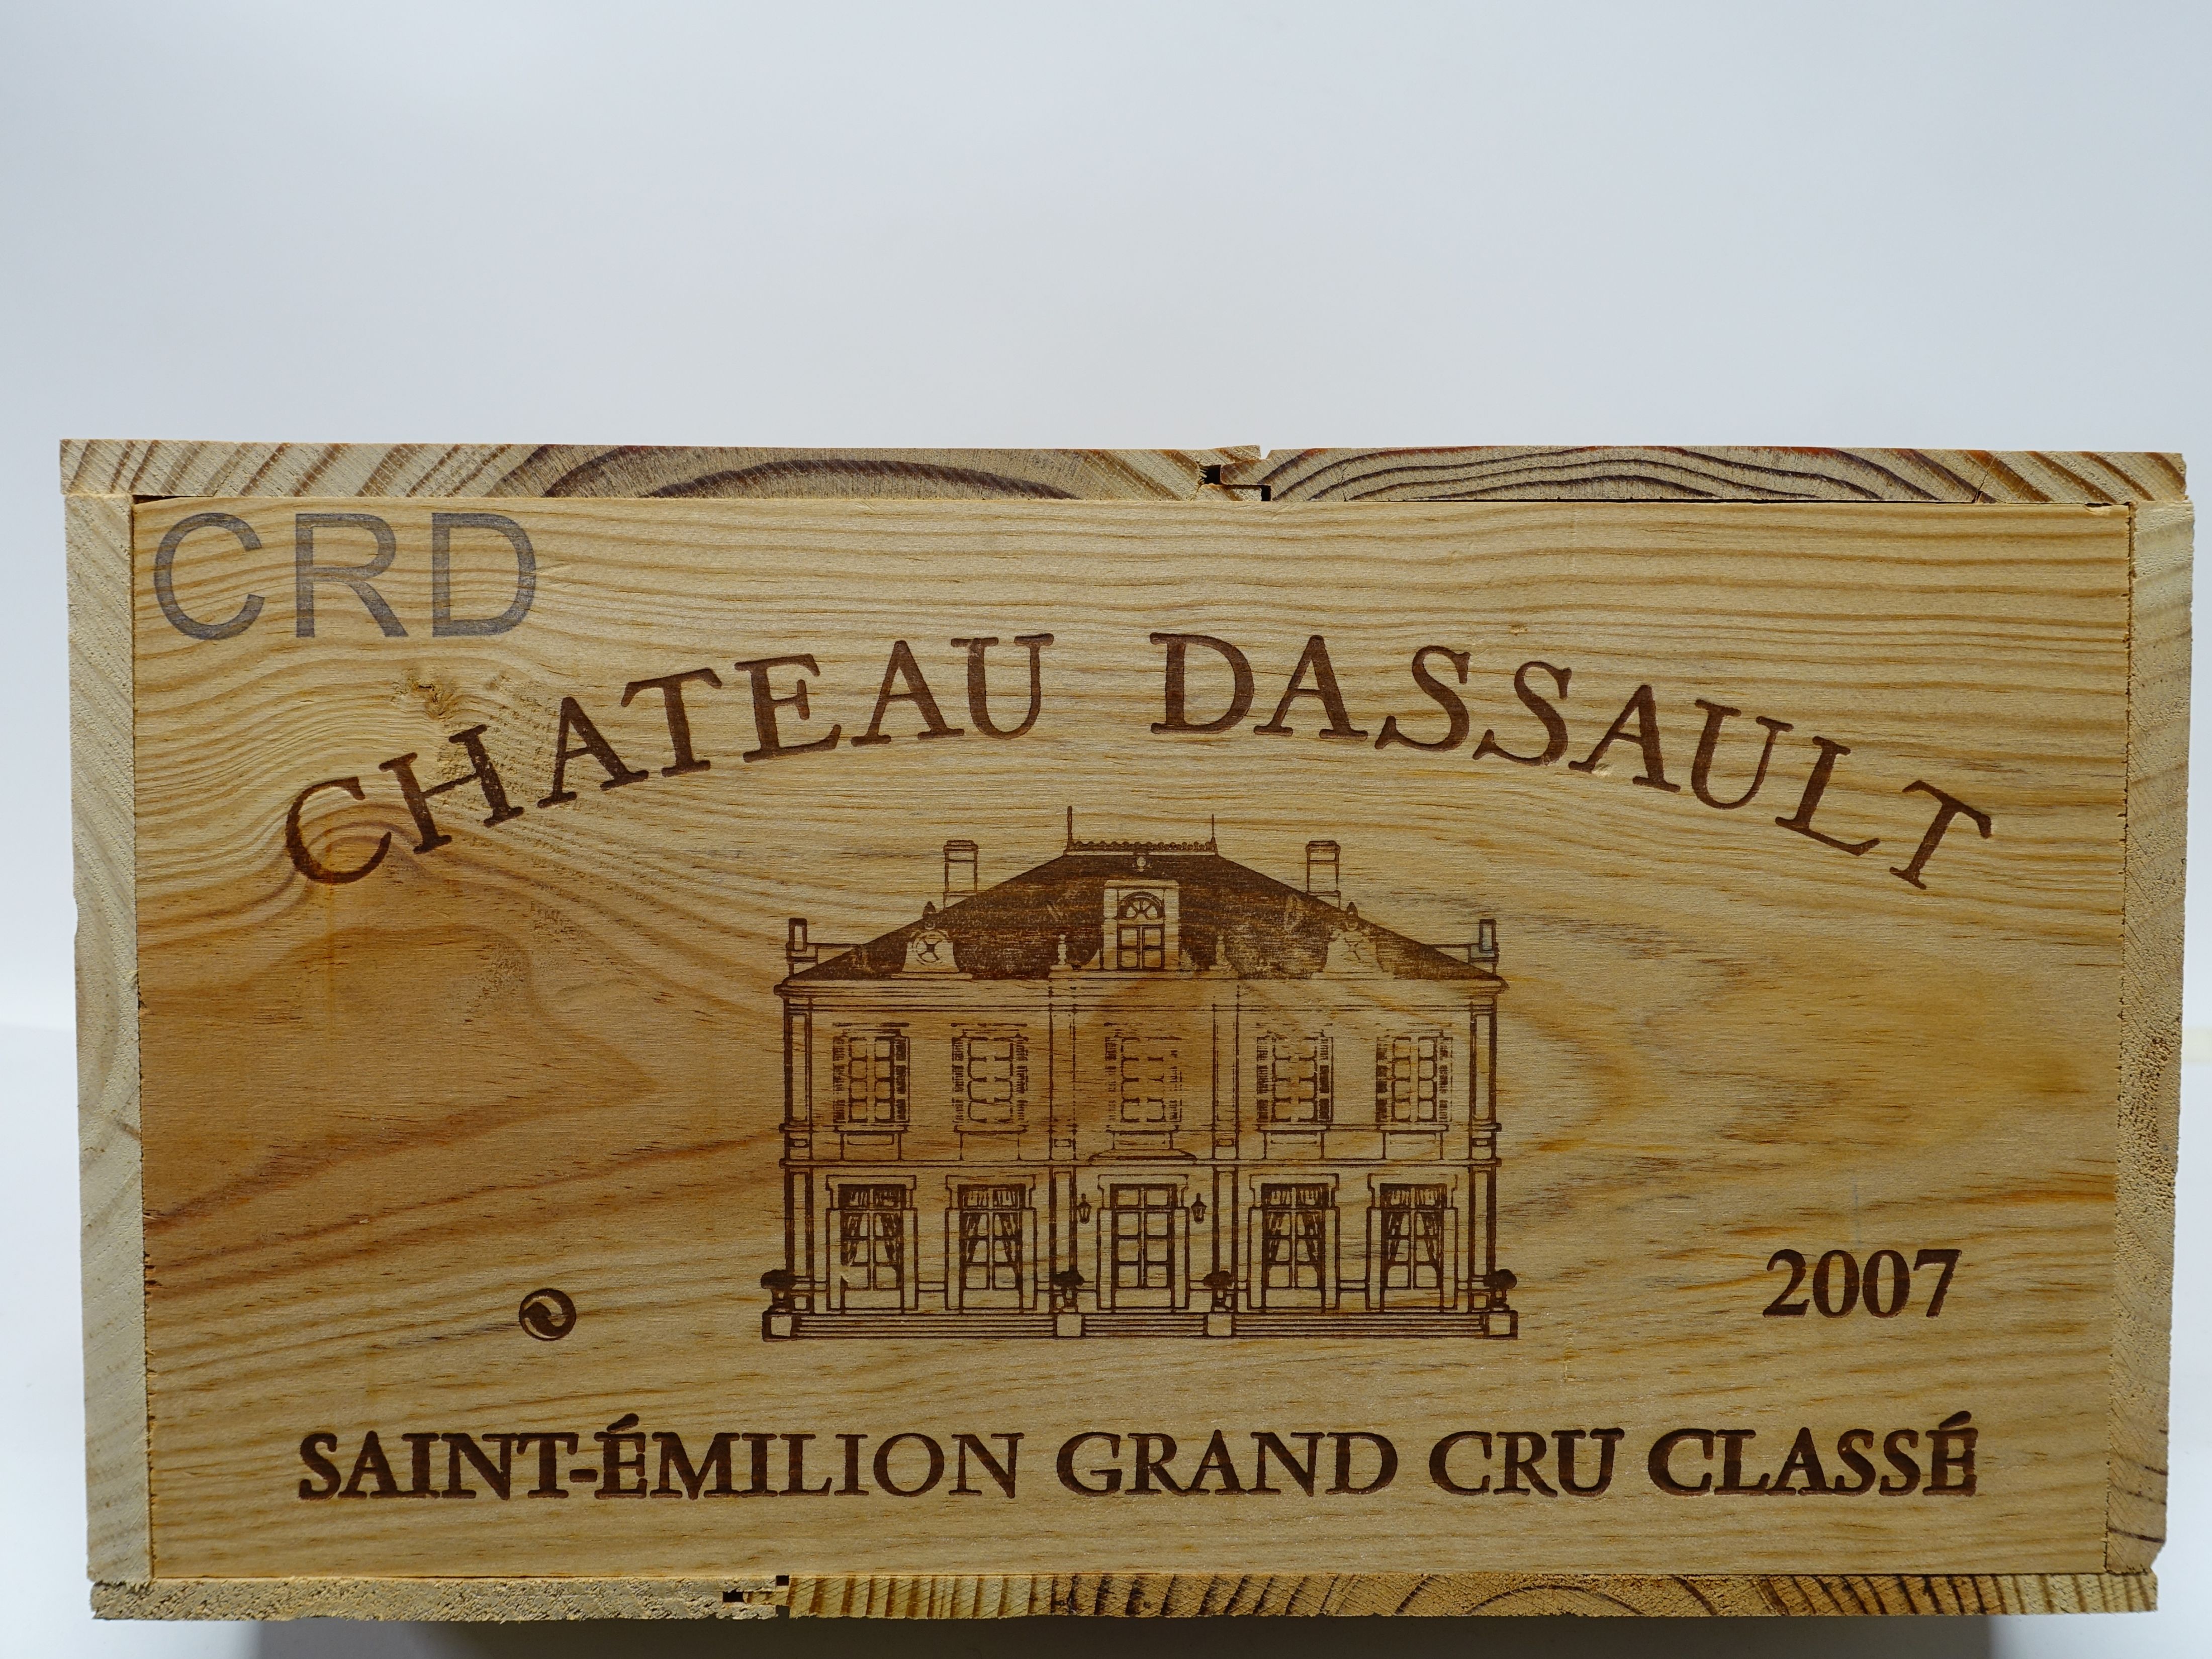 CRD
CHATEAU DASSAULT
2007
SAINT-ÉMILION GRAND CRU CLASSÉ